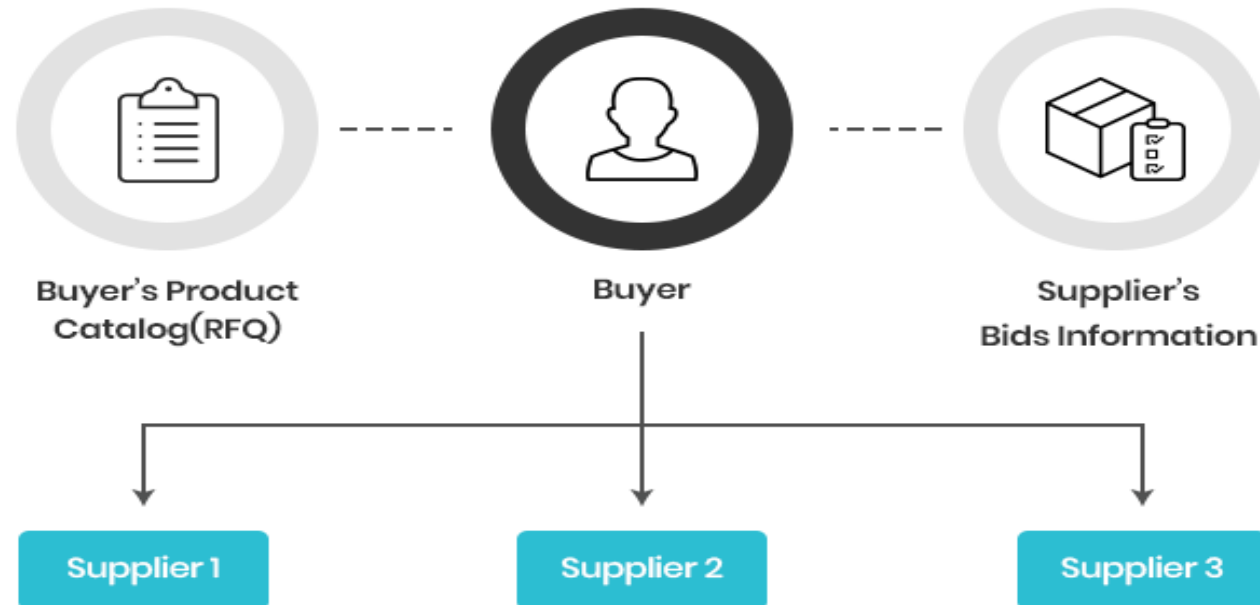 Buyer's Product
Catalog(RFQ)
Buyer
Supplier's
Bids Information
Supplier 1
Supplier 2
Supplier 3